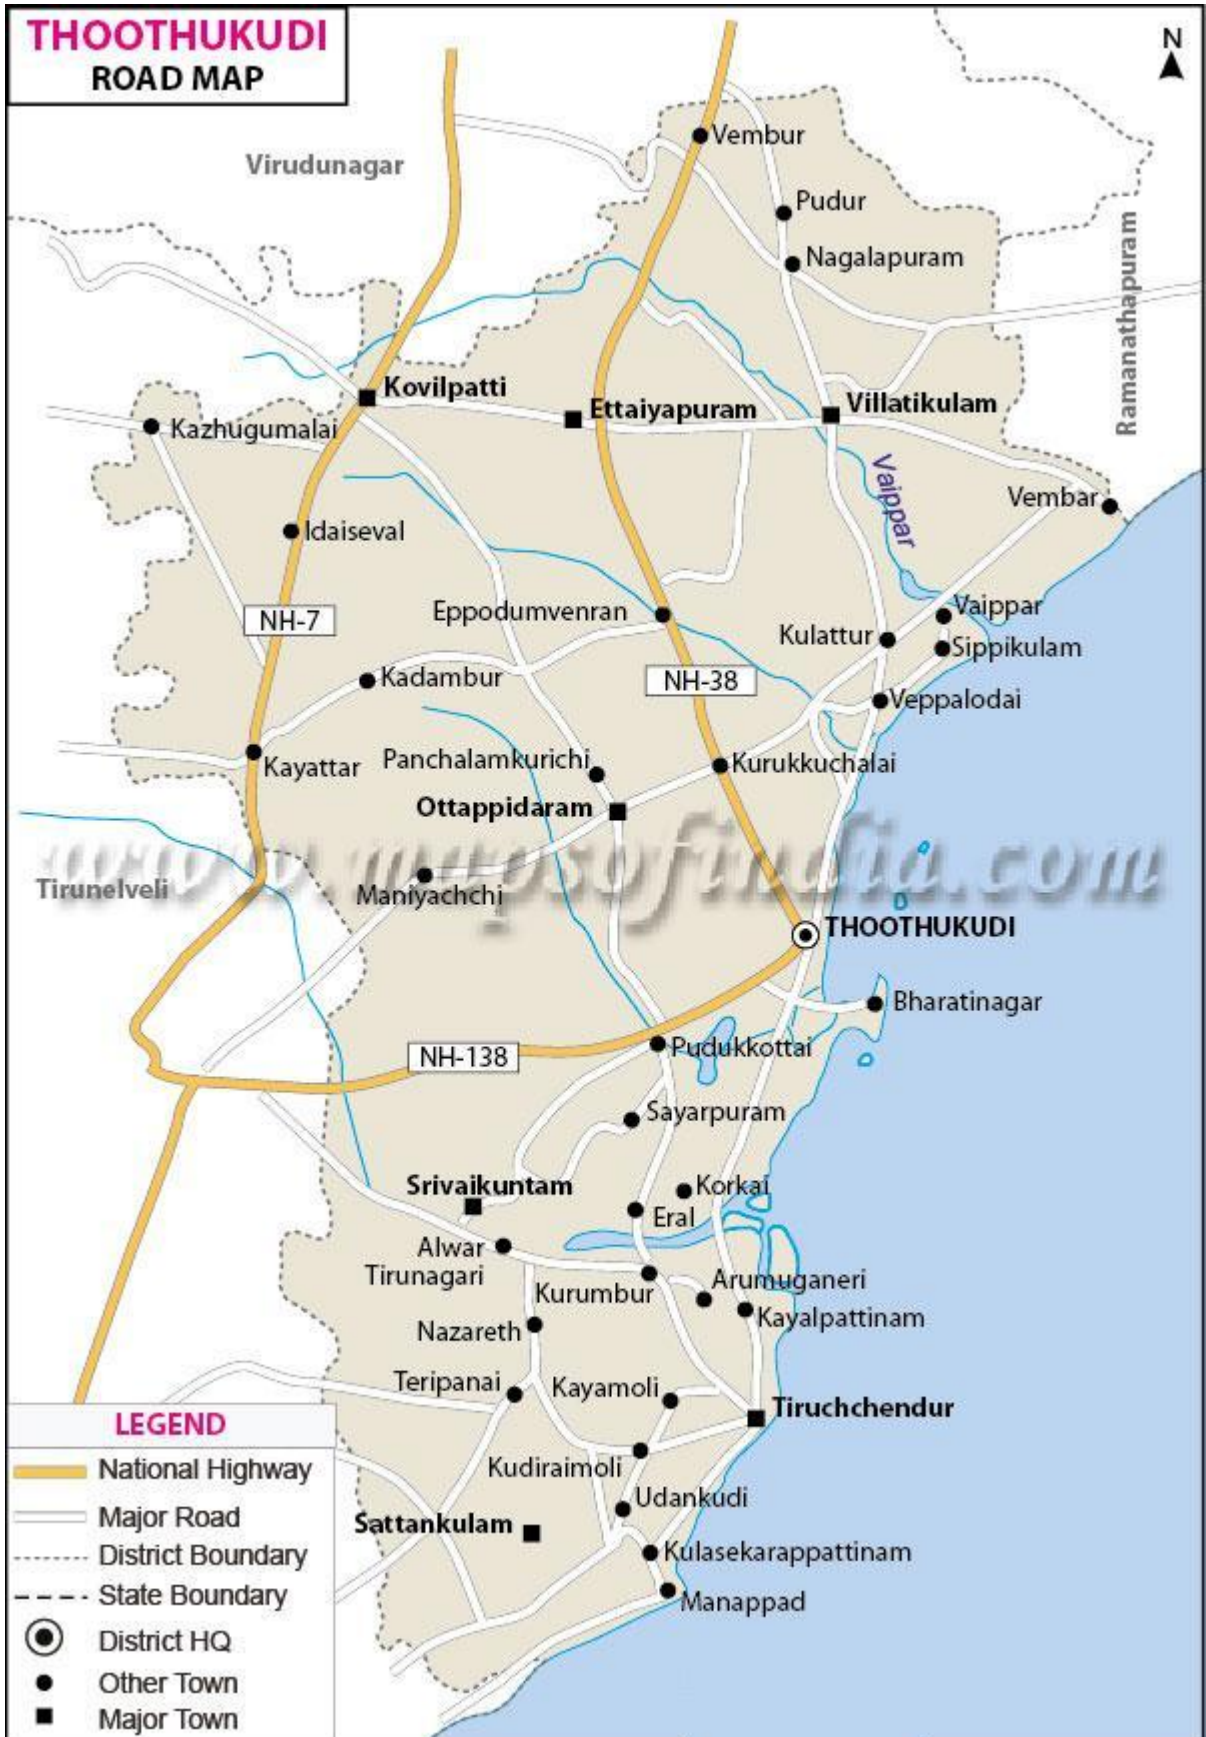 THOOTHUKUDI
ROAD MAP
N
Vembur
Virudunagar
Pudur
Nagalapuram
Ramanathapuram
Kovilpatti
Ettaiyapuram
Villatikulam
Kazhugumalai
Vaippar
Vembar
Idaiseval
NH-7
Eppodumvenran
Vaippar
Kulattur
Sippikulam
Kadambur
NH-38
Veppalodai
Kayattar
Panchalamkurichi
Kurukkuchalai
Ottappidaram
www.mapsofindia.com
Tirunelveli
Maniyachchi
THOOTHUKUDI
Bharatinagar
NH-138
Pudukkottai
Sayarpuram
Srivaikuntam
Korkai
Eral
Alwar
Tirunagari
Kurumbur
Arumuganeri
Kayalpattinam
Nazareth
Teripanai
Kayamoli
Tiruchchendur
Kudiraimoli
Udankudi
Sattankulam
Kulasekarappattinam
Manappad
LEGEND
National Highway
Major Road
District Boundary
State Boundary
District HQ
Other Town
Major Town